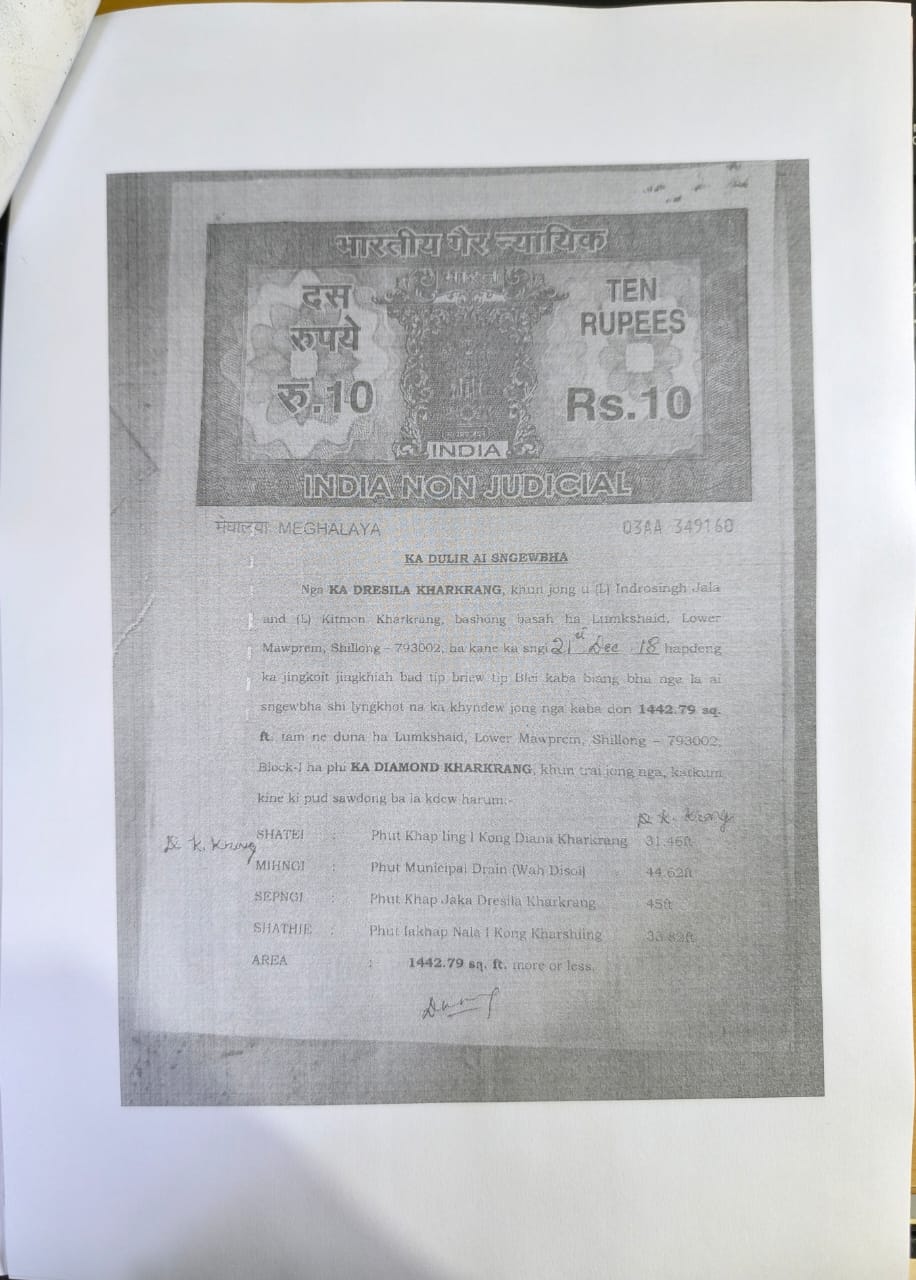 भारतीय गैर न्यायिक
भारत
दस
रुपये
रु.10
TEN
RUPEES
Rs.10
INDIA
INDIA NON JUDICIAL
मेघालय MEGHALAYA 03AA 349160
KA DULIR AI SNGEWBHA
Nga KA DRESILA KHARKRANG, khun jong u (L) Indrosingh Jala
and (L) Kitmon Kharkrang, bashong basah ha Lumkshaid, Lower
Mawprem, Shillong – 793002, ha kane ka sngi 21st Dec 18 hapdeng
ka jingkoit jingkhiah bad tip briew tip Blei kaba biang bha nga la ai
sngewbha shi lyngkhot na ka khyndew jong nga kaba don 1442.79 sq.
ft. tam ne duna ha Lumkshaid, Lower Mawprem, Shillong – 793002,
Block-I ha phi KA DIAMOND KHARKRANG, khun trai jong nga, katkum
kine ki pud sawdong ba la kdew harum:-
D. K. Krang
D. K. Krang
SHATEI : Phut Khap Iing I Kong Diana Kharkrang 31.46ft
MIHNGI : Phut Municipal Drain (Wah Disoi) 44.62ft
SEPNGI : Phut Khap Jaka Dresila Kharkrang 45ft
SHATHIE : Phut Iakhap Nala I Kong Kharshiing 33.82ft
AREA : 1442.79 sq. ft. more or less.